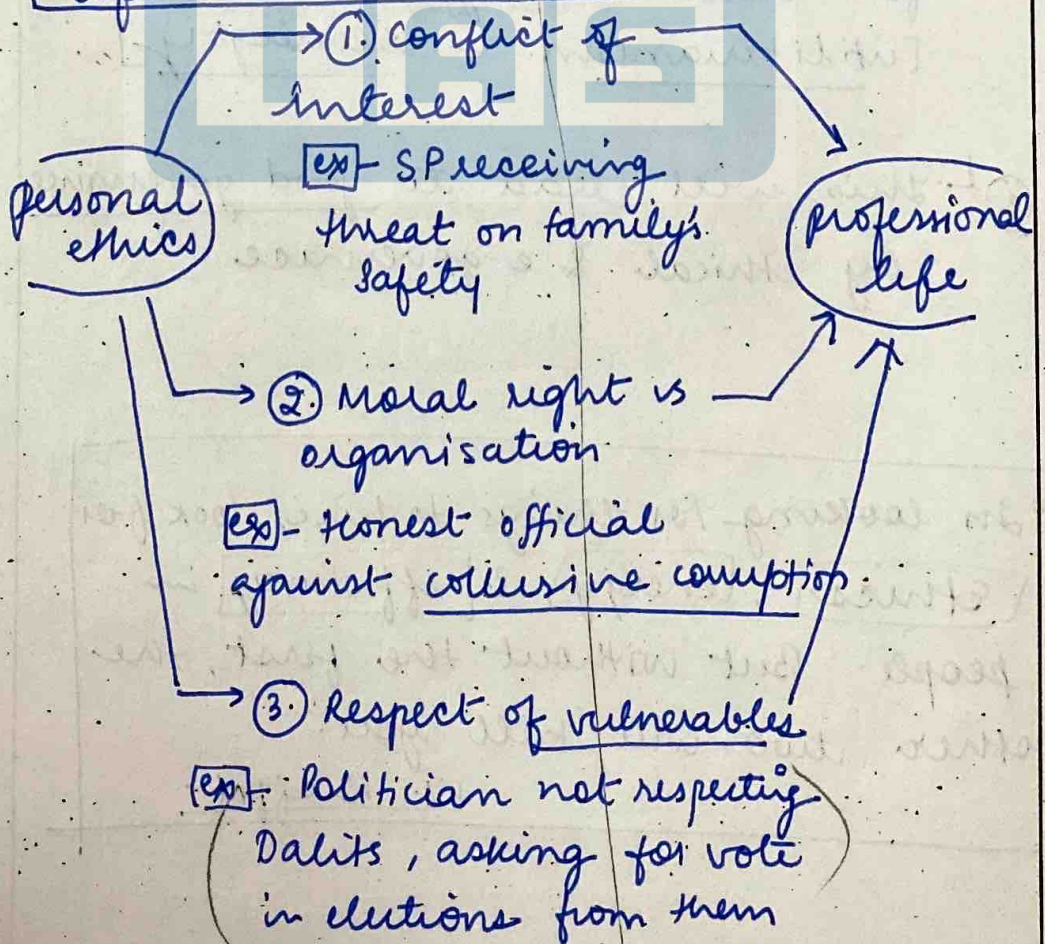 ① conflict of
interest
ex - SP receiving
threat on family's
safety
personal
ethics
professional
life
② Moral right vs
organisation
ex - Honest official
against collusive corruption
③ Respect of vulnerables
ex - Politician not respecting
Dalits, asking for vote
in elections from them